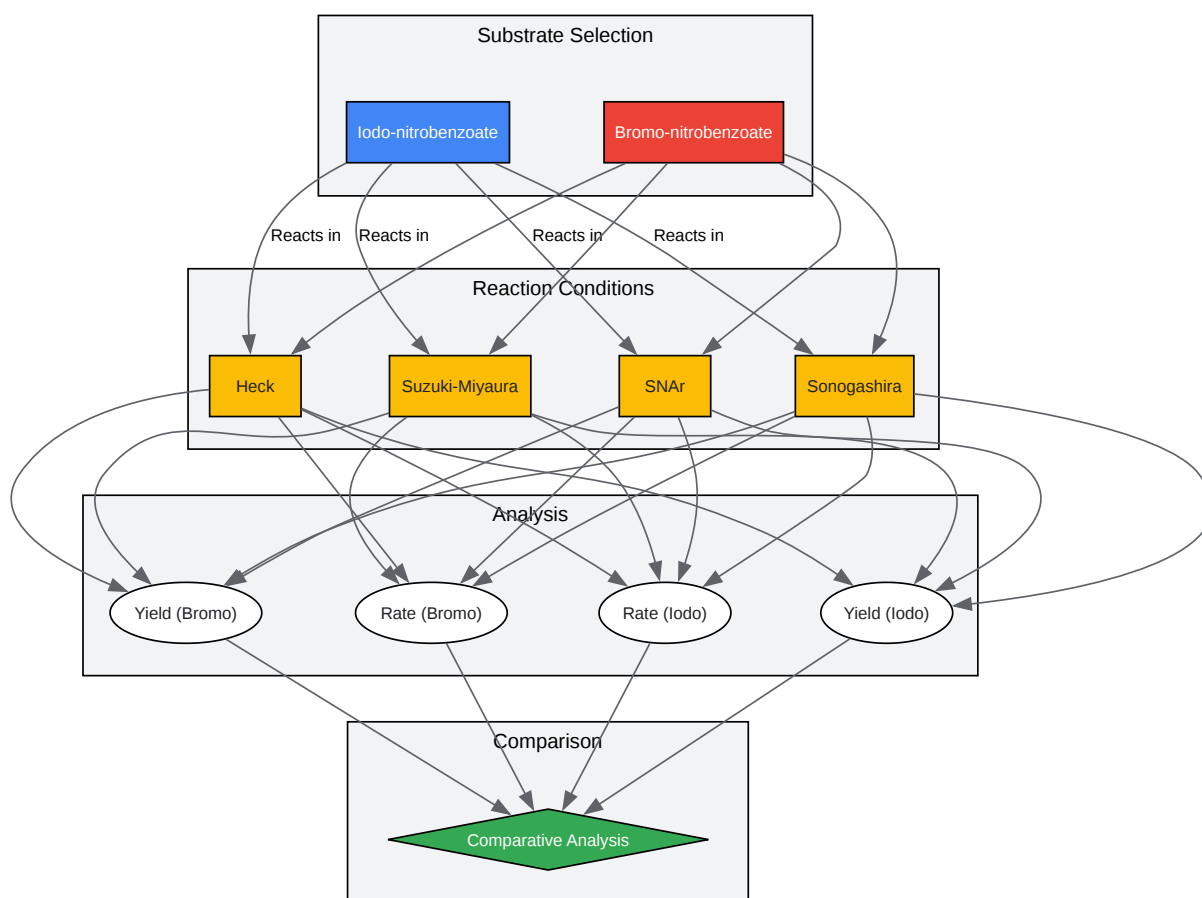 Substrate Selection
Iodo-nitrobenzoate
Bromo-nitrobenzoate
Reacts in
Reacts in
Reacts in
Reacts in
Reaction Conditions
Heck
Suzuki-Miyaura
SNAr
Sonogashira
Analysis
Yield (Bromo)
Rate (Bromo)
Rate (Iodo)
Yield (Iodo)
Comparison
Comparative Analysis